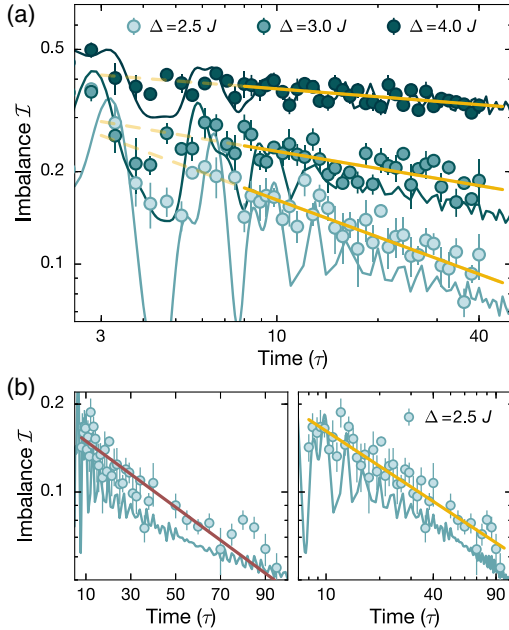 (a)
Δ=2.5 J Δ=3.0 J Δ=4.0 J
Imbalance I
0.5
0.2
0.1
3 10 40
Time (τ)
(b)
Δ=2.5 J
Imbalance I
0.2
0.1
10 30 50 70 90
10 40 90
Time (τ) Time (τ)